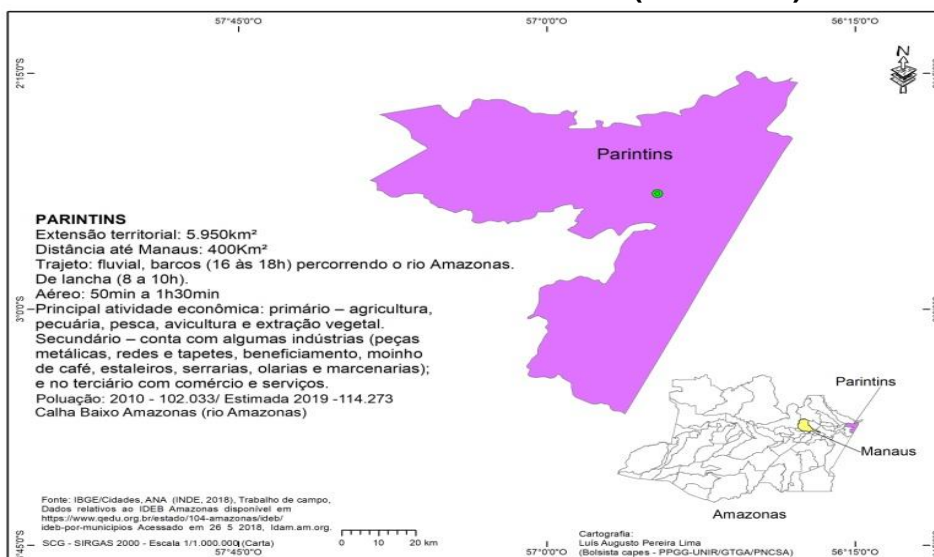 57°45'0"O
57°0'0"O
56°15'0"O
2°15'0"S
N
Parintins
PARINTINS
Extensão territorial: 5.950km²
Distância até Manaus: 400Km²
Trajeto: fluvial, barcos (16 às 18h) percorrendo o rio Amazonas.
De lancha (8 a 10h).
Aéreo: 50min a 1h30min
Principal atividade econômica: primário – agricultura,
pecuária, pesca, avicultura e extração vegetal.
Secundário – conta com algumas indústrias (peças
metálicas, redes e tapetes, beneficiamento, moinho
de café, estaleiros, serrarias, olarias e marcenarias);
e no terciário com comércio e serviços.
Poluação: 2010 - 102.033/ Estimada 2019 -114.273
Calha Baixo Amazonas (rio Amazonas)
3°0'0"S
Parintins
Manaus
Amazonas
Fonte: IBGE/Cidades, ANA (INDE, 2018), Trabalho de campo,
Dados relativos ao IDEB Amazonas disponível em
https://www.qedu.org.br/estado/104-amazonas/ideb/
ideb-por-municipios Acessado em 26 5 2018, Idam.am.org.
SCG - SIRGAS 2000 - Escala 1/1.000.000 (Carta)
0 10 20 km
Cartografia:
Luís Augusto Pereira Lima
(Bolsista capes - PPGG-UNIR/GTGA/PNCSA)
57°45'0"O
57°0'0"O
56°15'0"O